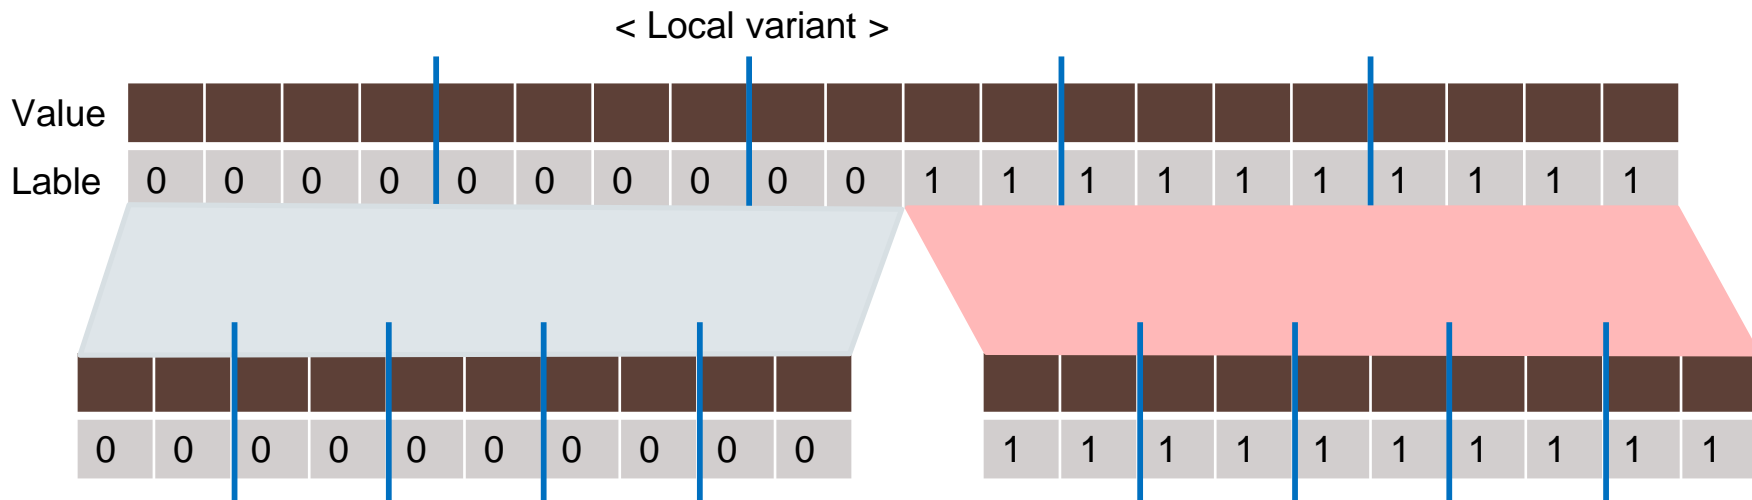 < Local variant >
Value
Lable 0 0 0 0 0 0 0 0 0 0 1 1 1 1 1 1 1 1 1 1
0 0 0 0 0 0 0 0 0 0 1 1 1 1 1 1 1 1 1 1